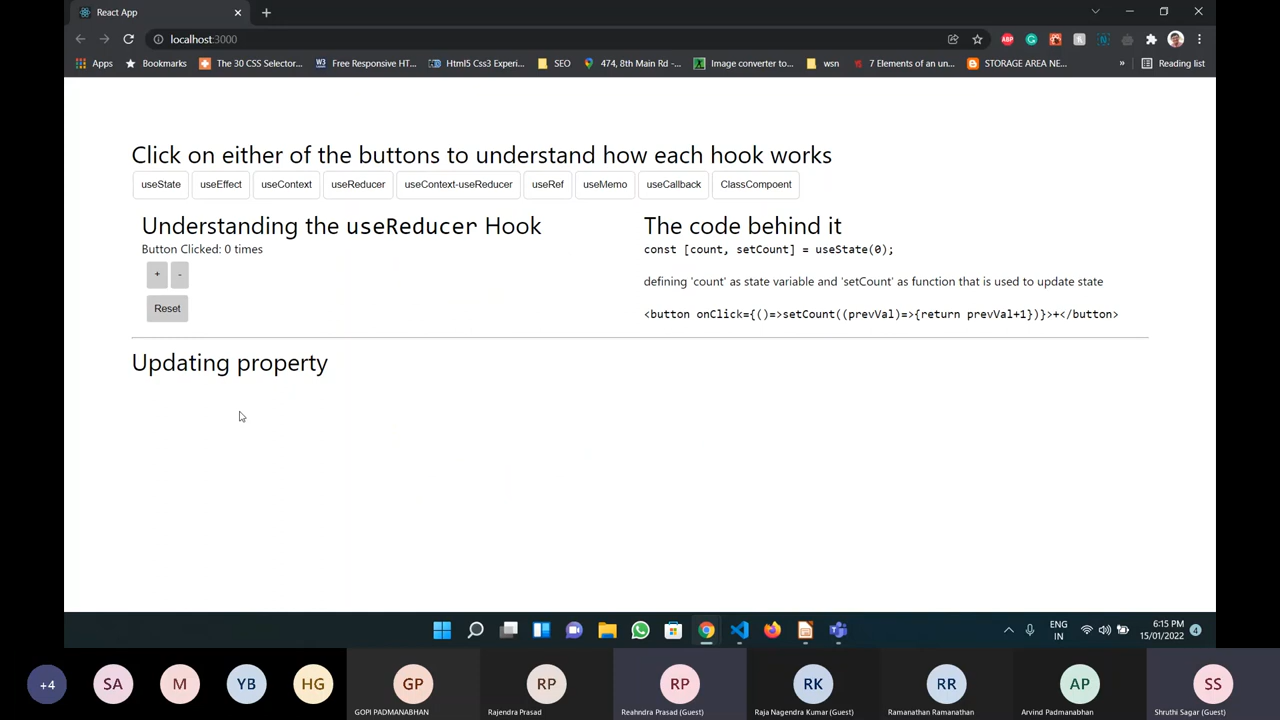 React App
localhost:3000
ABP
Apps
Bookmarks
The 30 CSS Selector...
W3 Free Responsive HT...
Html5 Css3 Experi...
SEO
474, 8th Main Rd -...
Image converter to...
wsn
7 Elements of an un...
STORAGE AREA NE...
»
Reading list
Click on either of the buttons to understand how each hook works
useState
useEffect
useContext
useReducer
useContext-useReducer
useRef
useMemo
useCallback
ClassCompoent
Understanding the useReducer Hook
Button Clicked: 0 times
+
-
Reset
The code behind it
const [count, setCount] = useState(0);
defining 'count' as state variable and 'setCount' as function that is used to update state
<button onClick={()=>setCount((prevVal)=>{return prevVal+1})}>+</button>
Updating property
ENG
IN
6:15 PM
15/01/2022
4
+4
SA
M
YB
HG
GP
GOPI PADMANABHAN
RP
Rajendra Prasad
RP
Reahndra Prasad (Guest)
RK
Raja Nagendra Kumar (Guest)
RR
Ramanathan Ramanathan
AP
Arvind Padmanabhan
SS
Shruthi Sagar (Guest)